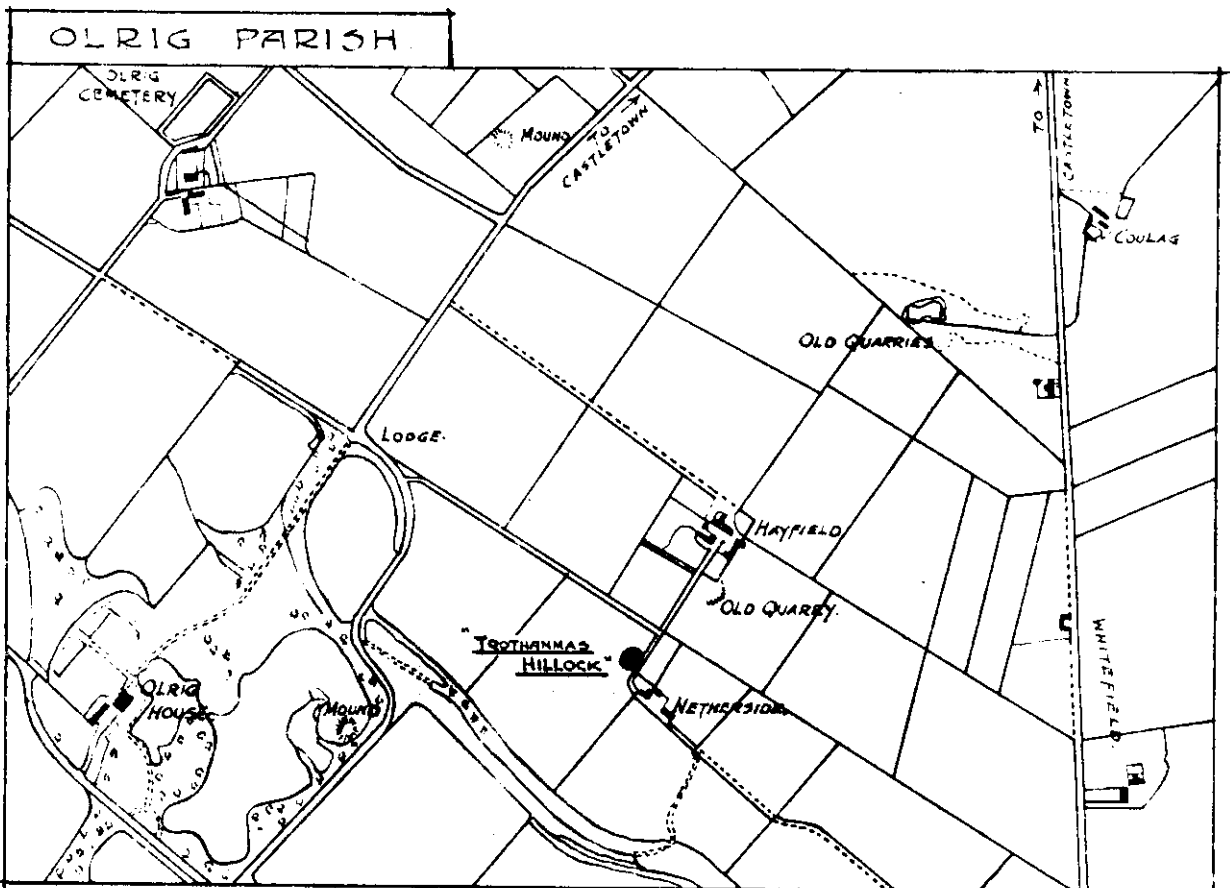 OLRIG PARISH
OLRIG
CEMETERY
MOUND
TO
CASTLETOWN
TO
CASTLETOWN
COULAG
OLD QUARRIES
LODGE.
HAYFIELD
OLD QUARRY.
"TROTHANMAS
HILLOCK"
NETHERSIDE.
WHITEFIELD.
OLRIG
HOUSE.
MOUND